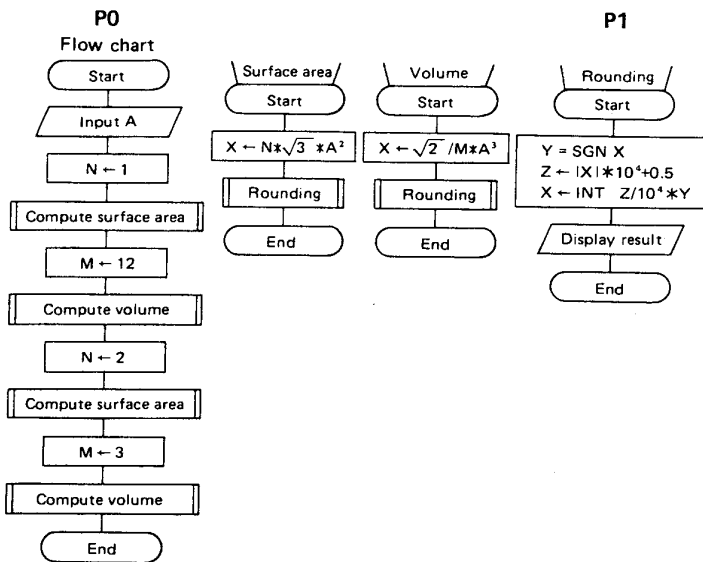 P0
Flow chart
Start
Input A
N ← 1
Compute surface area
M ← 12
Compute volume
N ← 2
Compute surface area
M ← 3
Compute volume
End
Surface area
Start
X ← N*√3 *A²
Rounding
End
Volume
Start
X ← √2 /M*A³
Rounding
End
P1
Rounding
Start
Y = SGN X
Z ← |X|*10⁴+0.5
X ← INT Z/10⁴*Y
Display result
End